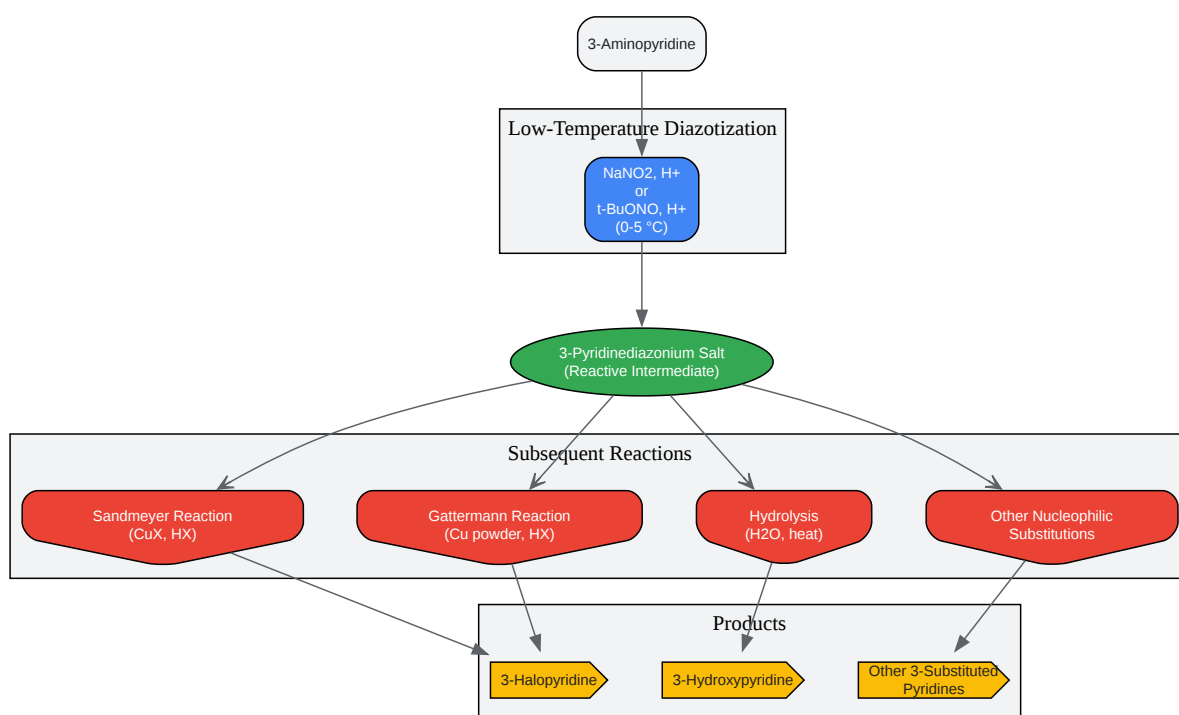 3-Aminopyridine
Low-Temperature Diazotization
NaNO2, H+
or
t-BuONO, H+
(0-5 °C)
3-Pyridinediazonium Salt
(Reactive Intermediate)
Subsequent Reactions
Sandmeyer Reaction
(CuX, HX)
Gattermann Reaction
(Cu powder, HX)
Hydrolysis
(H2O, heat)
Other Nucleophilic
Substitutions
Products
3-Halopyridine
3-Hydroxypyridine
Other 3-Substituted
Pyridines